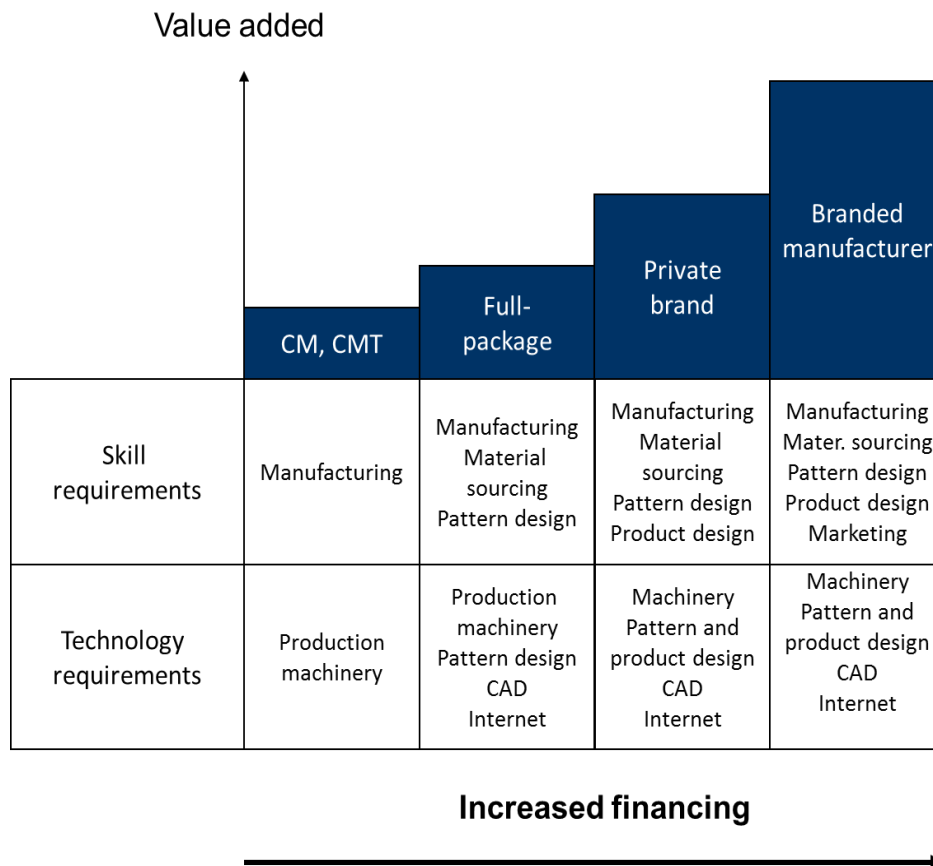 Value added
CM, CMT
Full-
package
Private
brand
Branded
manufacturer
Skill
requirements
Manufacturing
Manufacturing
Material
sourcing
Pattern design
Manufacturing
Material
sourcing
Pattern design
Product design
Manufacturing
Mater. sourcing
Pattern design
Product design
Marketing
Technology
requirements
Production
machinery
Production
machinery
Pattern design
CAD
Internet
Machinery
Pattern and
product design
CAD
Internet
Machinery
Pattern and
product design
CAD
Internet
Increased financing